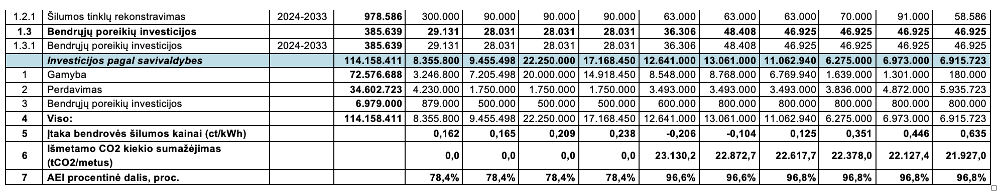 1.2.1 Šilumos tinklų rekonstravimas 2024-2033 978.586 300.000 90.000 90.000 90.000 63.000 63.000 63.000 70.000 91.000 58.586
1.3 Bendrųjų poreikių investicijos 385.639 29.131 28.031 28.031 28.031 36.306 48.408 46.925 46.925 46.925 46.925
1.3.1 Bendrųjų poreikių investicijos 2024-2033 385.639 29.131 28.031 28.031 28.031 36.306 48.408 46.925 46.925 46.925 46.925
Investicijos pagal savivaldybes 114.158.411 8.355.800 9.455.498 22.250.000 17.168.450 12.641.000 13.061.000 11.062.940 6.275.000 6.973.000 6.915.723
1 Gamyba 72.576.688 3.246.800 7.205.498 20.000.000 14.918.450 8.548.000 8.768.000 6.769.940 1.639.000 1.301.000 180.000
2 Perdavimas 34.602.723 4.230.000 1.750.000 1.750.000 1.750.000 3.493.000 3.493.000 3.493.000 3.836.000 4.872.000 5.935.723
3 Bendrųjų poreikių investicijos 6.979.000 879.000 500.000 500.000 500.000 600.000 800.000 800.000 800.000 800.000 800.000
4 Viso: 114.158.411 8.355.800 9.455.498 22.250.000 17.168.450 12.641.000 13.061.000 11.062.940 6.275.000 6.973.000 6.915.723
5 Įtaka bendrovės šilumos kainai (ct/kWh) 0,162 0,165 0,209 0,238 -0,206 -0,104 0,125 0,351 0,446 0,635
6 Išmetamo CO2 kiekio sumažėjimas
(tCO2/metus) 0,0 0,0 0,0 0,0 23.130,2 22.872,7 22.617,7 22.378,0 22.127,4 21.927,0
7 AEI procentinė dalis, proc. 78,4% 78,4% 78,4% 78,4% 96,6% 96,6% 96,8% 96,8% 96,8% 96,8%